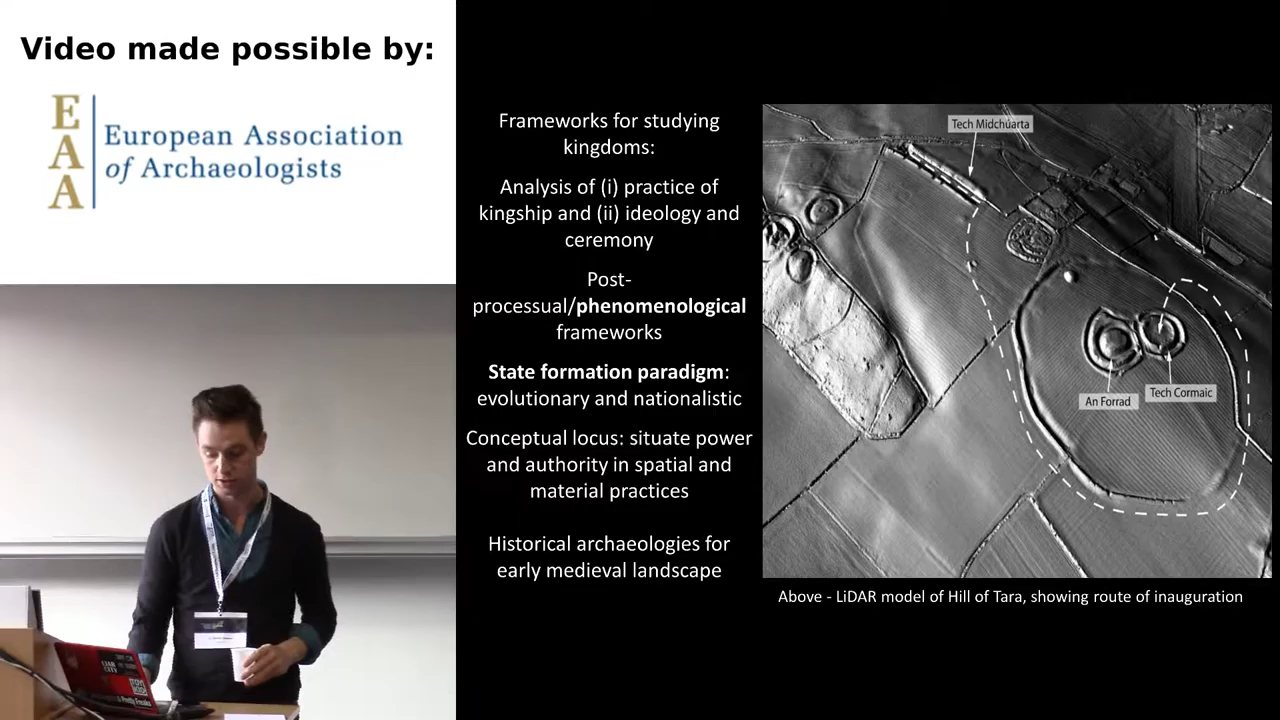 Video made possible by:
EAA
European Association
of Archaeologists
Frameworks for studying
kingdoms:
Analysis of (i) practice of
kingship and (ii) ideology and
ceremony
Post-
processual/phenomenological
frameworks
State formation paradigm:
evolutionary and nationalistic
Conceptual locus: situate power
and authority in spatial and
material practices
Historical archaeologies for
early medieval landscape
Tech Midchúarta
An Forrad
Tech Cormaic
Above - LiDAR model of Hill of Tara, showing route of inauguration